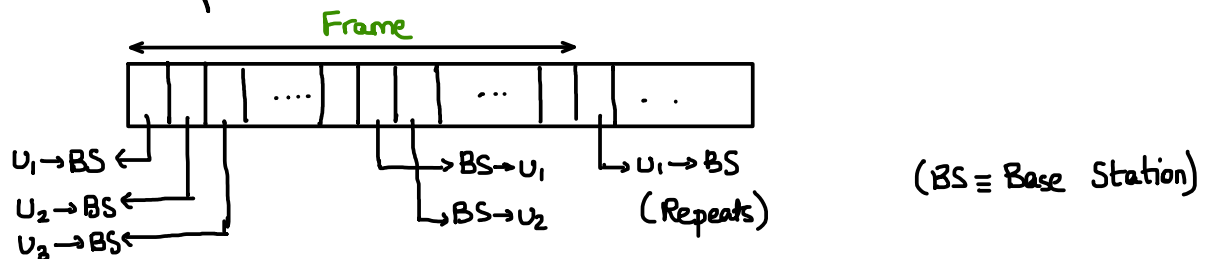 Frame
.... ... . .
U₁→BS BS→U₁ U₁→BS (BS ≡ Base Station)
U₂→BS BS→U₂ (Repeats)
U₃→BS